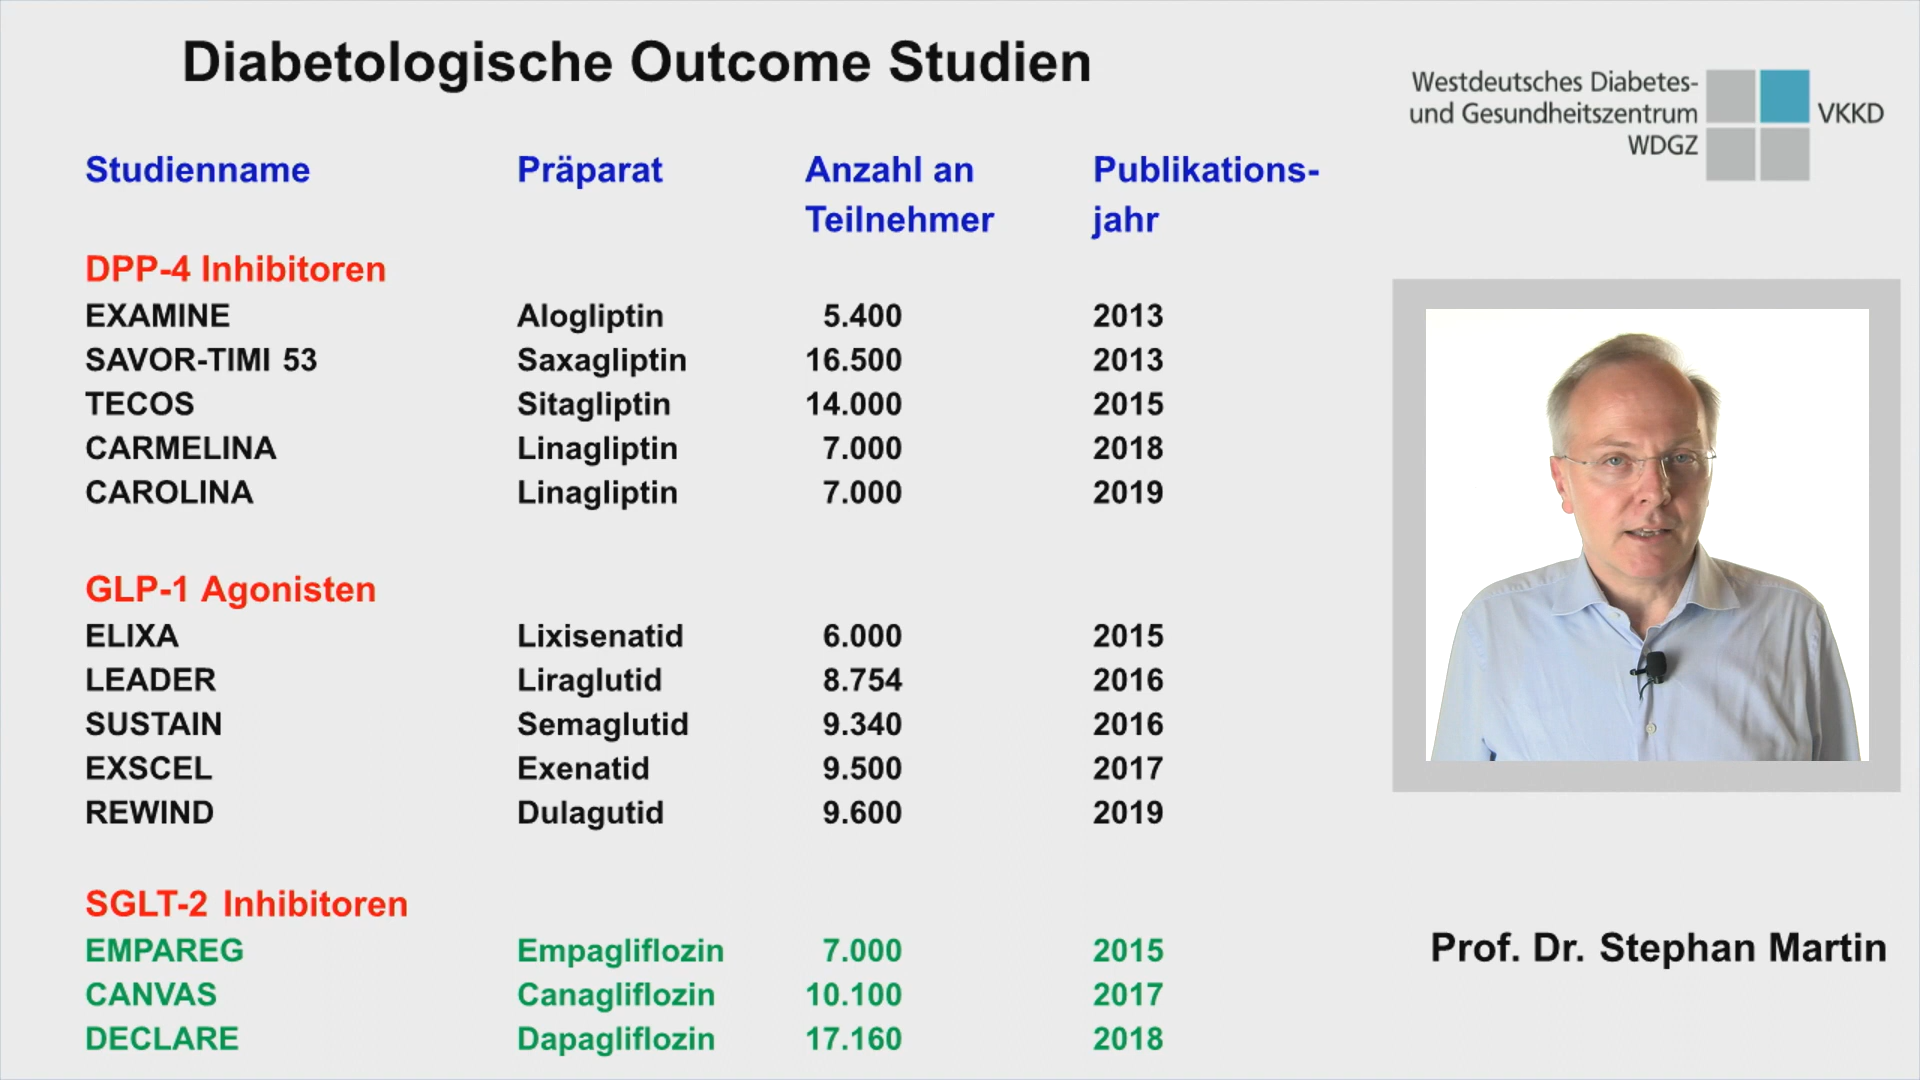 Diabetologische Outcome Studien
Westdeutsches Diabetes-
und Gesundheitszentrum
WDGZ
VKKD
Studienname Präparat Anzahl an Teilnehmer Publikations-jahr
DPP-4 Inhibitoren
EXAMINE Alogliptin 5.400 2013
SAVOR-TIMI 53 Saxagliptin 16.500 2013
TECOS Sitagliptin 14.000 2015
CARMELINA Linagliptin 7.000 2018
CAROLINA Linagliptin 7.000 2019
GLP-1 Agonisten
ELIXA Lixisenatid 6.000 2015
LEADER Liraglutid 8.754 2016
SUSTAIN Semaglutid 9.340 2016
EXSCEL Exenatid 9.500 2017
REWIND Dulagutid 9.600 2019
SGLT-2 Inhibitoren
EMPAREG Empagliflozin 7.000 2015
CANVAS Canagliflozin 10.100 2017
DECLARE Dapagliflozin 17.160 2018
Prof. Dr. Stephan Martin